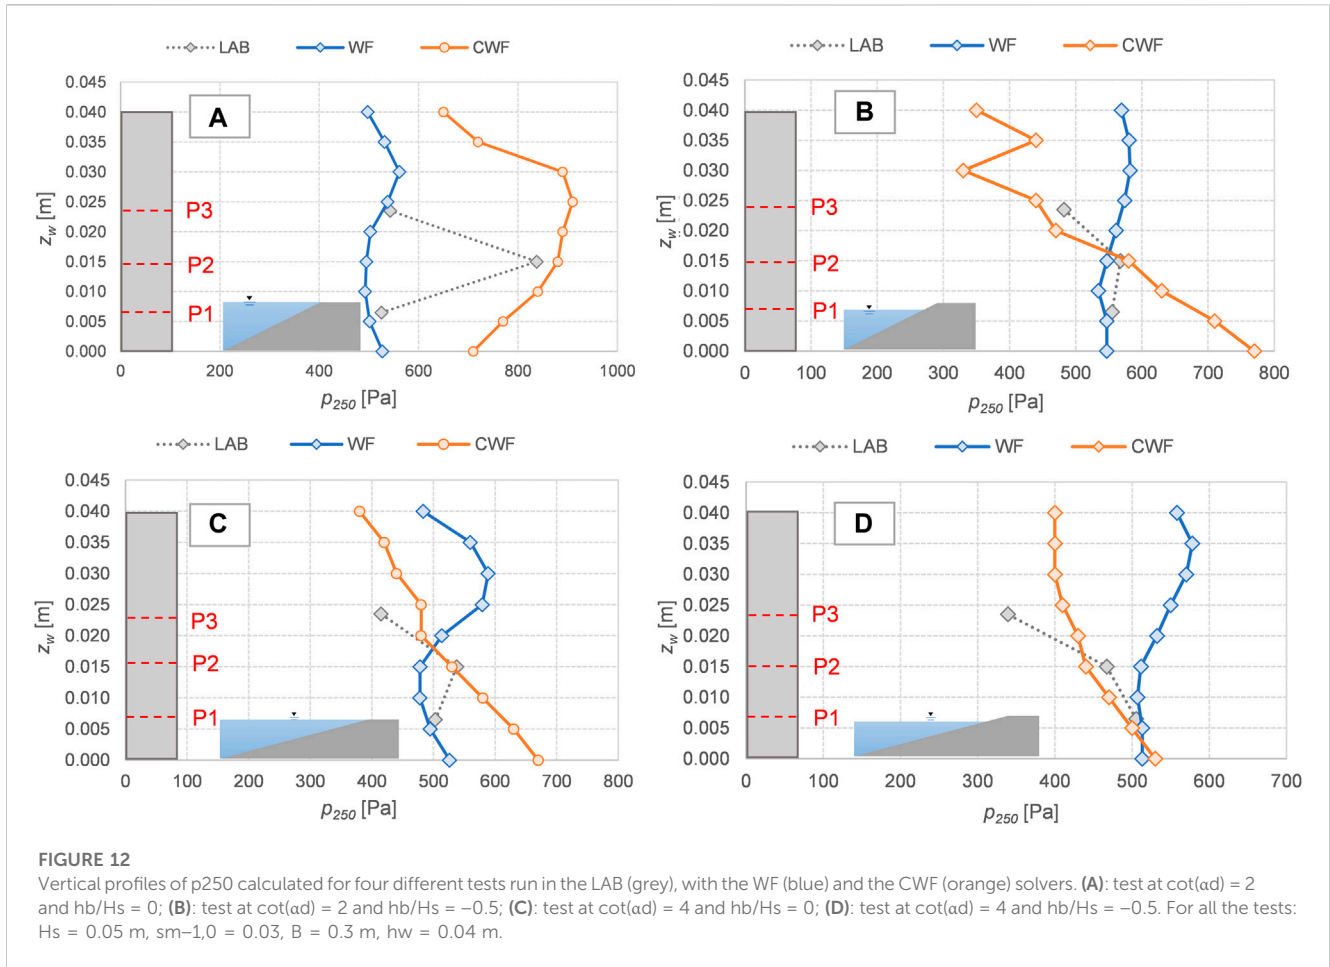 LAB WF CWF
0.045
0.040
0.035
0.030
0.025
0.020
0.015
0.010
0.005
0.000
z_w [m]
A
P3
P2
P1
0 200 400 600 800 1000
p_250 [Pa]
LAB WF CWF
0.045
0.040
0.035
0.030
0.025
0.020
0.015
0.010
0.005
0.000
z_w [m]
B
P3
P2
P1
0 100 200 300 400 500 600 700 800
p_250 [Pa]
LAB WF CWF
0.045
0.040
0.035
0.030
0.025
0.020
0.015
0.010
0.005
0.000
z_w [m]
C
P3
P2
P1
0 100 200 300 400 500 600 700 800
p_250 [Pa]
LAB WF CWF
0.045
0.040
0.035
0.030
0.025
0.020
0.015
0.010
0.005
0.000
z_w [m]
D
P3
P2
P1
0 100 200 300 400 500 600 700
p_250 [Pa]
FIGURE 12
Vertical profiles of p250 calculated for four different tests run in the LAB (grey), with the WF (blue) and the CWF (orange) solvers. (A): test at cot(αd) = 2
and hb/Hs = 0; (B): test at cot(αd) = 2 and hb/Hs = −0.5; (C): test at cot(αd) = 4 and hb/Hs = 0; (D): test at cot(αd) = 4 and hb/Hs = −0.5. For all the tests:
Hs = 0.05 m, sm−1,0 = 0.03, B = 0.3 m, hw = 0.04 m.